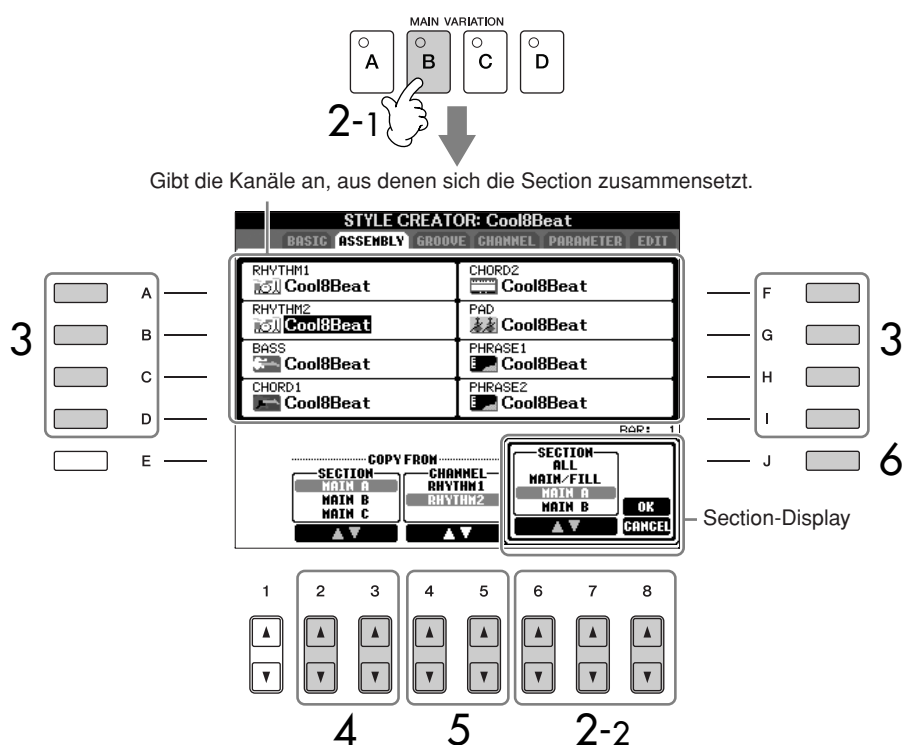 MAIN VARIATION
A B C D
2-1
Gibt die Kanäle an, aus denen sich die Section zusammensetzt.
STYLE CREATOR: Cool8Beat
BASIC ASSEMBLY GROOVE CHANNEL PARAMETER EDIT
RHYTHM1
Cool8Beat
CHORD2
Cool8Beat
RHYTHM2
Cool8Beat
PAD
Cool8Beat
BASS
Cool8Beat
PHRASE1
Cool8Beat
CHORD1
Cool8Beat
PHRASE2
Cool8Beat
3
A
B
C
D
E
F
G
H
I
J
3
6
BAR: 1
COPY FROM
SECTION
MAIN A
MAIN B
MAIN C
CHANNEL
RHYTHM1
RHYTHM2
SECTION
ALL
MAIN/FILL
MAIN A
MAIN B
OK
CANCEL
Section-Display
1 2 3 4 5 6 7 8
4 5 2-2